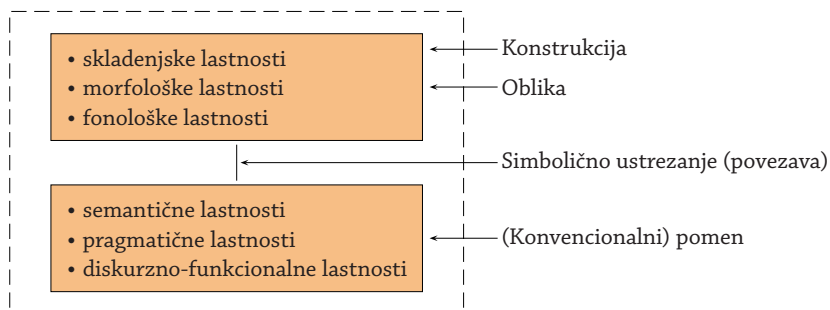 • skladenjske lastnosti
• morfološke lastnosti
• fonološke lastnosti
Konstrukcija
Oblika
Simbolično ustrezanje (povezava)
• semantične lastnosti
• pragmatične lastnosti
• diskurzno-funkcionalne lastnosti
(Konvencionalni) pomen